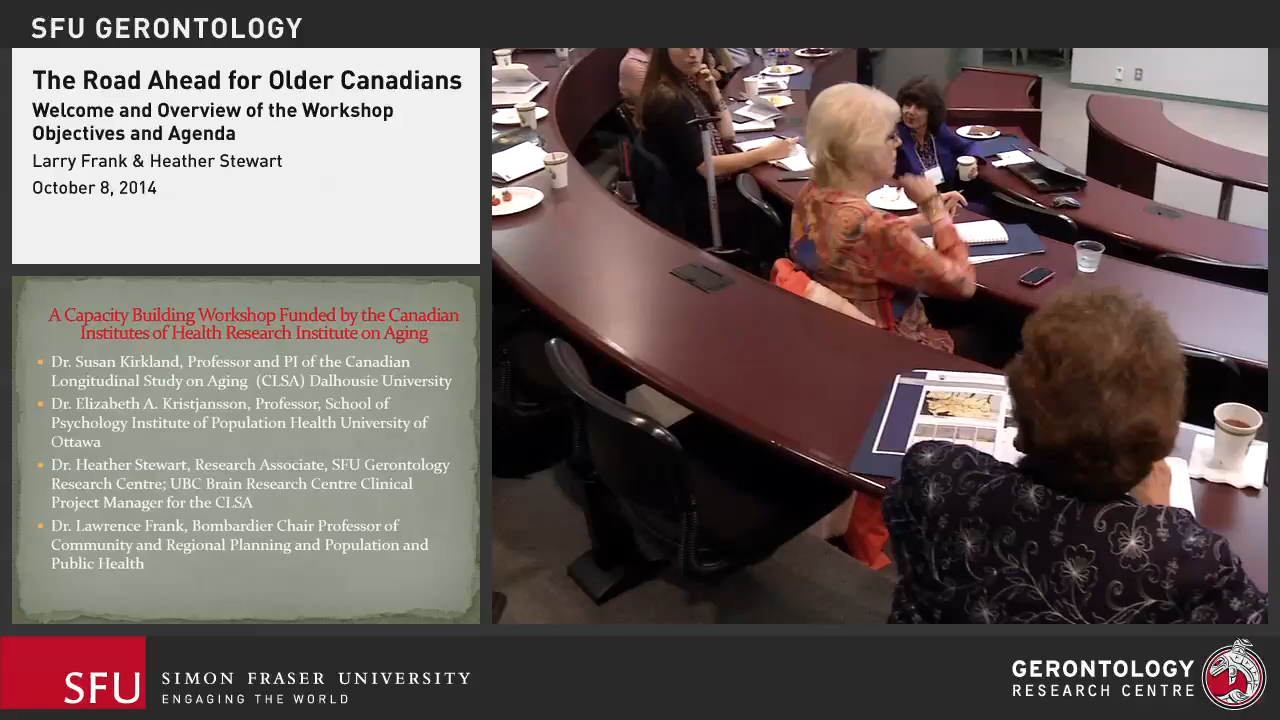 SFU GERONTOLOGY
The Road Ahead for Older Canadians
Welcome and Overview of the Workshop
Objectives and Agenda
Larry Frank & Heather Stewart
October 8, 2014
A Capacity Building Workshop Funded by the Canadian
Institutes of Health Research Institute on Aging
Dr. Susan Kirkland, Professor and PI of the Canadian
Longitudinal Study on Aging (CLSA) Dalhousie University
Dr. Elizabeth A. Kristjansson, Professor, School of
Psychology Institute of Population Health University of
Ottawa
Dr. Heather Stewart, Research Associate, SFU Gerontology
Research Centre; UBC Brain Research Centre Clinical
Project Manager for the CLSA
Dr. Lawrence Frank, Bombardier Chair Professor of
Community and Regional Planning and Population and
Public Health
SFU
SIMON FRASER UNIVERSITY
ENGAGING THE WORLD
GERONTOLOGY
RESEARCH CENTRE